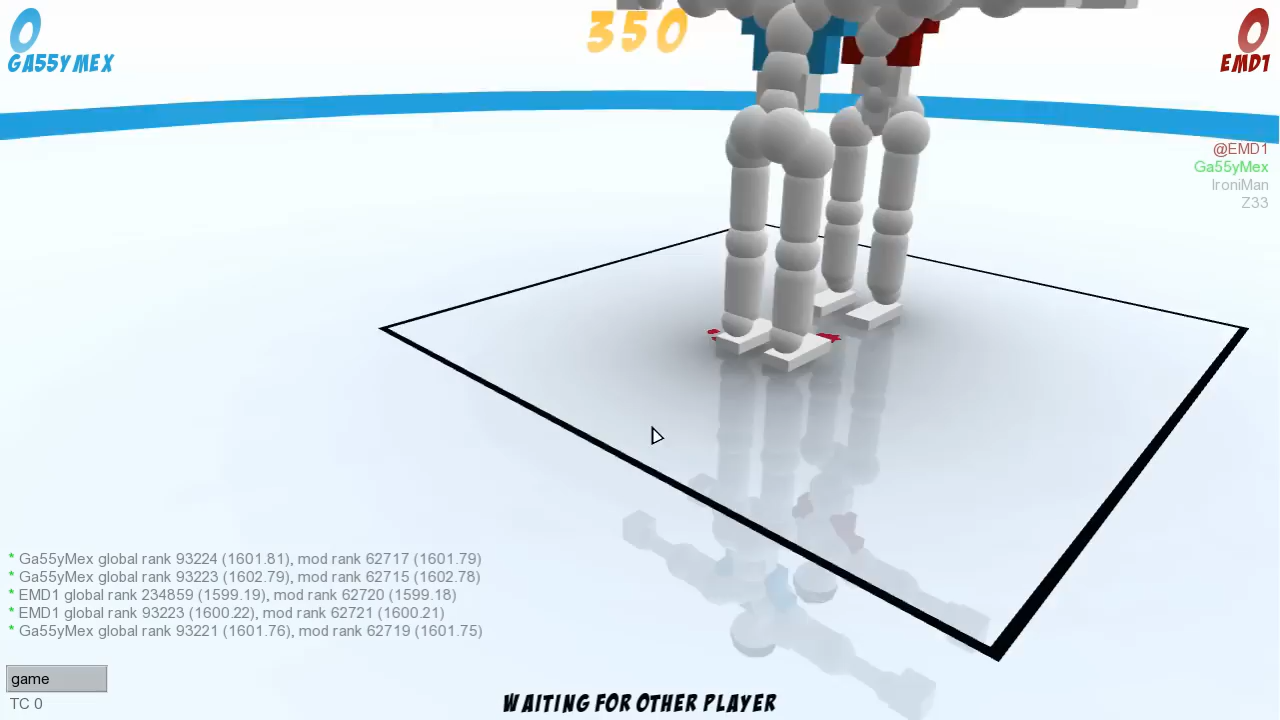 0
GA55YMEX
350
0
EMD1
@EMD1
Ga55yMex
IroniMan
Z33
* Ga55yMex global rank 93224 (1601.81), mod rank 62717 (1601.79)
* Ga55yMex global rank 93223 (1602.79), mod rank 62715 (1602.78)
* EMD1 global rank 234859 (1599.19), mod rank 62720 (1599.18)
* EMD1 global rank 93223 (1600.22), mod rank 62721 (1600.21)
* Ga55yMex global rank 93221 (1601.76), mod rank 62719 (1601.75)
game
TC 0
WAITING FOR OTHER PLAYER